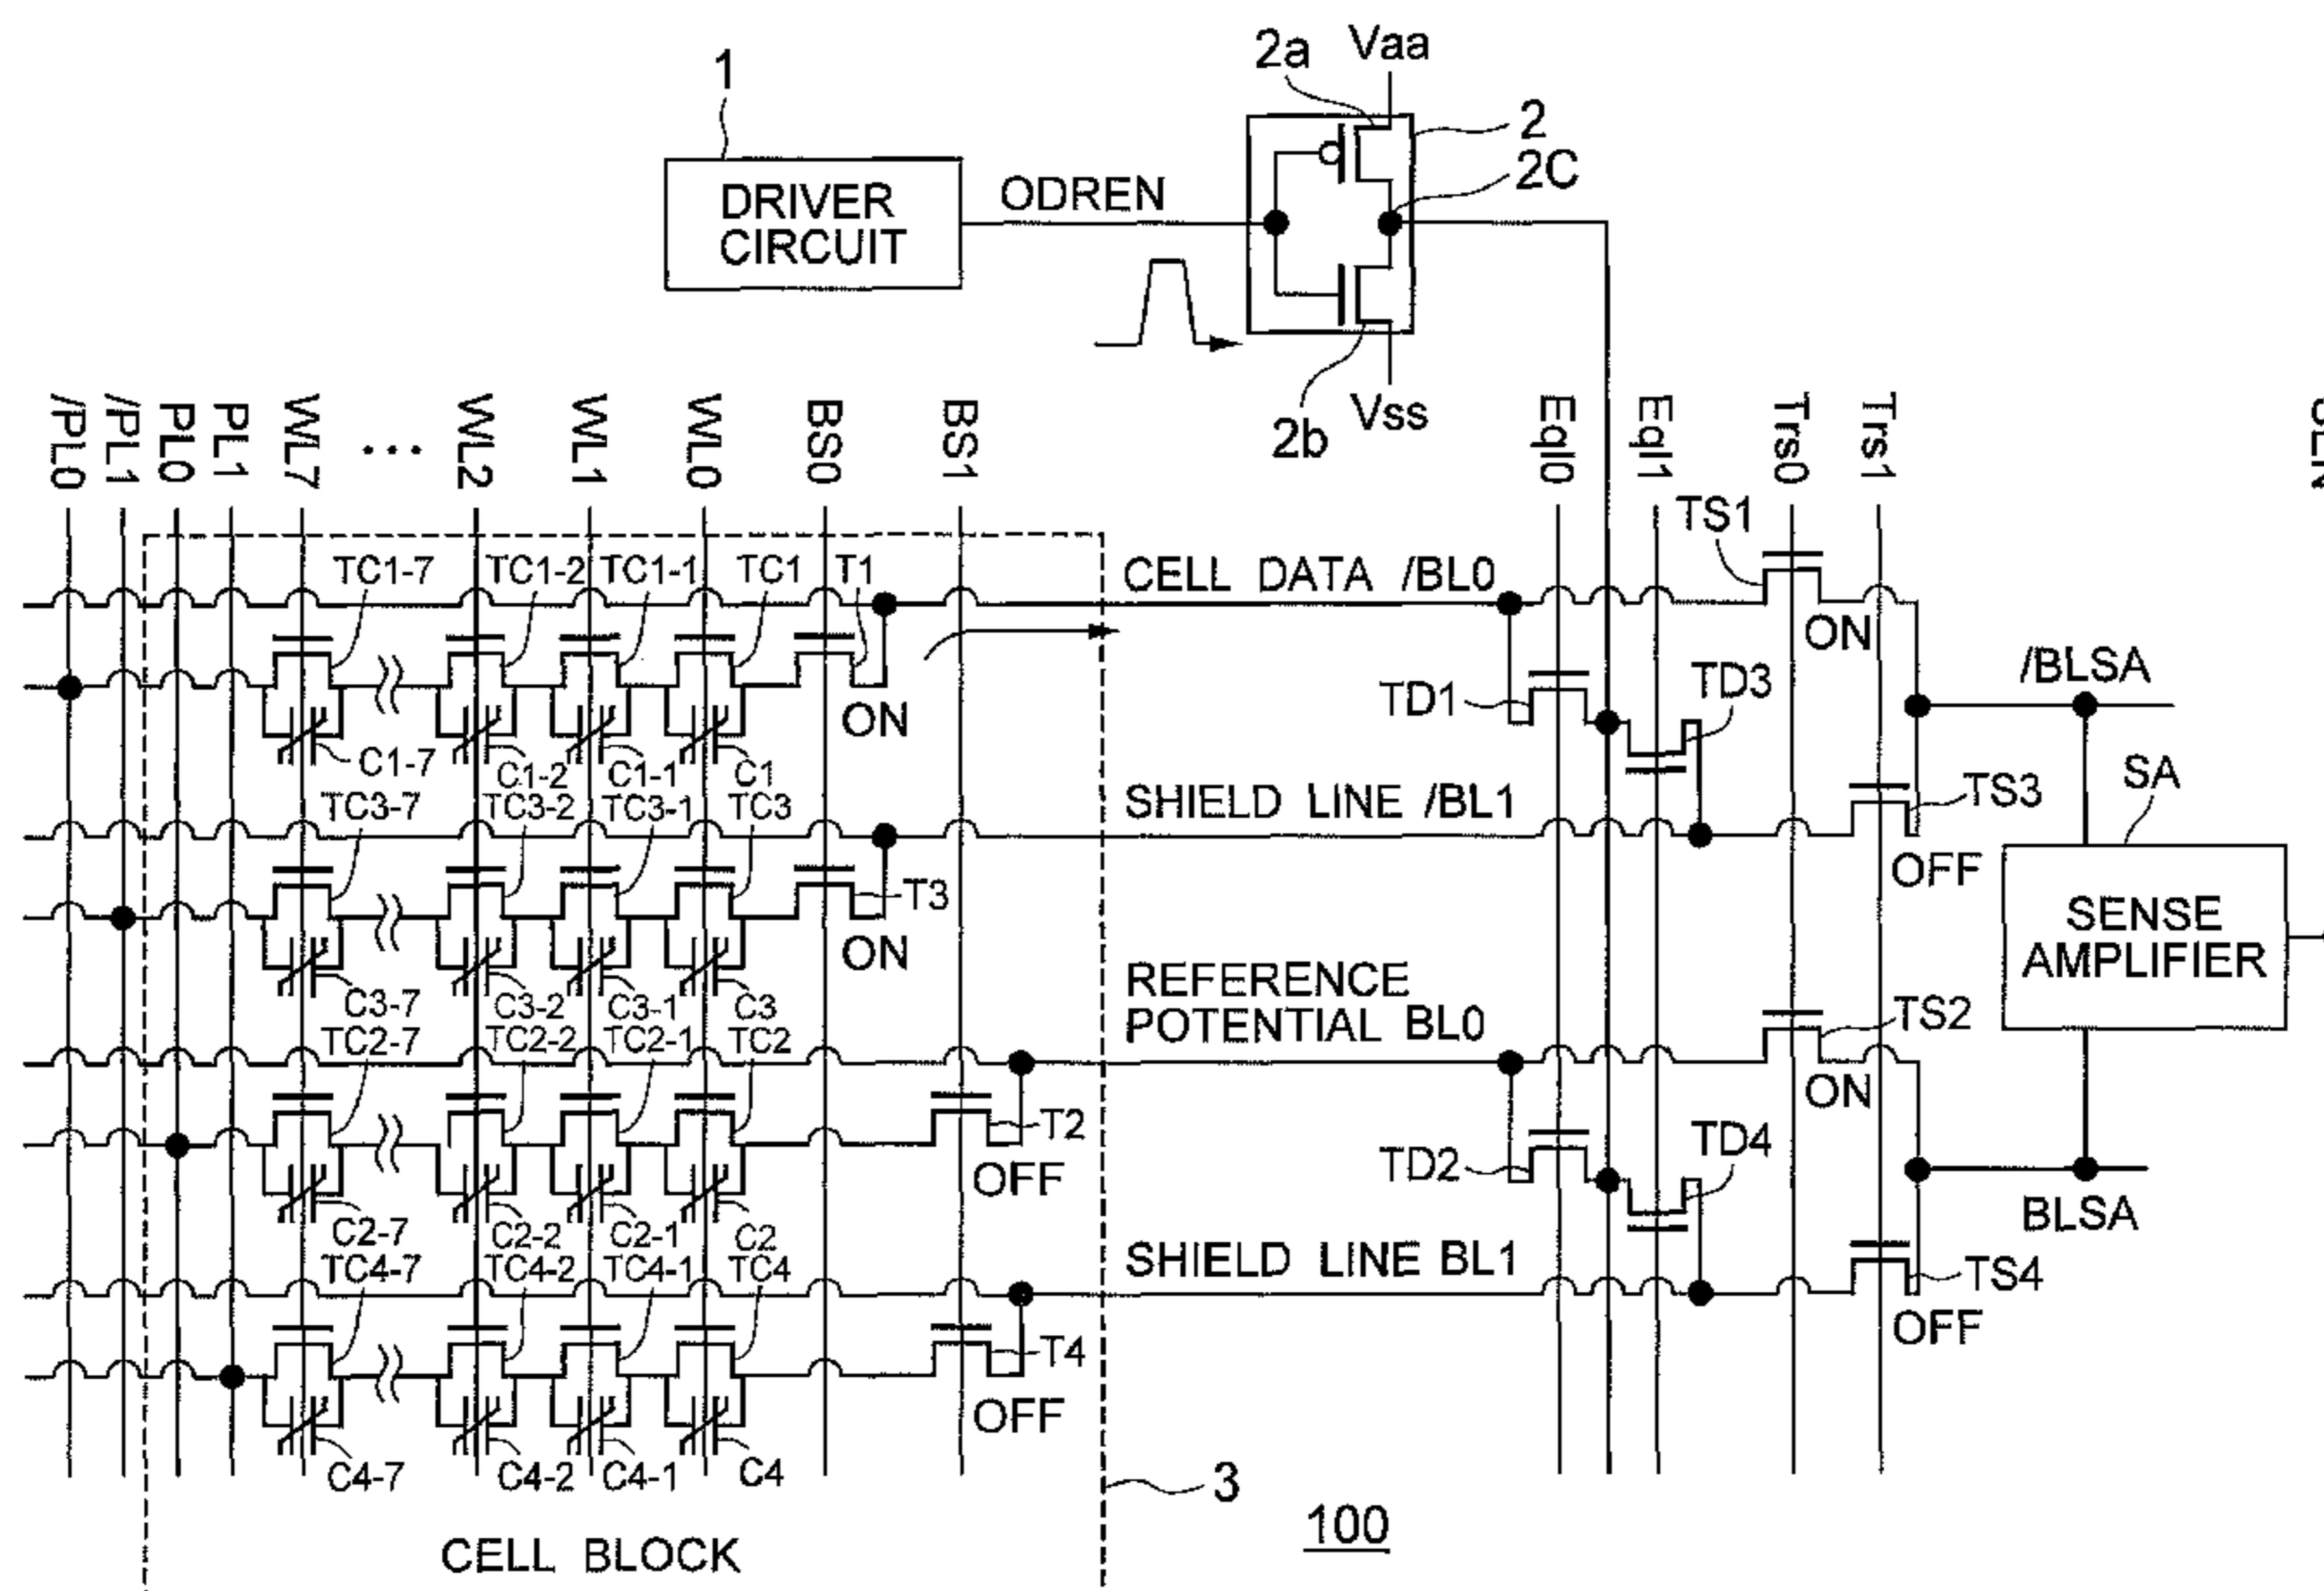 1
2a
Vaa
2
2C
DRIVER
CIRCUIT
ODREN
2b
Vss
/PL0
/PL1
PL0
PL1
WL7
...
WL2
WL1
WL0
BS0
BS1
Eql0
Eql1
Trs0
Trs1
TC1-7
TC1-2
TC1-1
TC1
T1
CELL DATA /BL0
TS1
ON
ON
TD1
TD3
/BLSA
C1-7
C1-2
C1-1
C1
TC3-7
TC3-2
TC3-1
TC3
SHIELD LINE /BL1
TS3
SA
OFF
T3
ON
SENSE
AMPLIFIER
C3-7
C3-2
C3-1
C3
TC2-7
TC2-2
TC2-1
TC2
REFERENCE
POTENTIAL BL0
TS2
ON
T2
OFF
TD2
TD4
BLSA
C2-7
C2-2
C2-1
C2
TC4-7
TC4-2
TC4-1
TC4
SHIELD LINE BL1
TS4
OFF
T4
OFF
C4-7
C4-2
C4-1
C4
3
100
CELL BLOCK